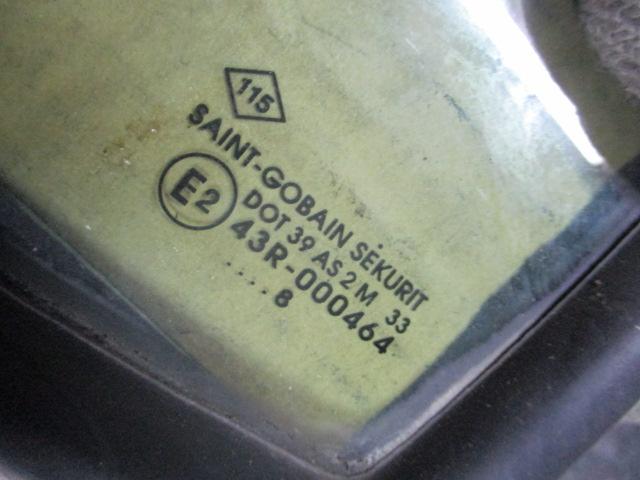 115
SAINT-GOBAIN SEKURIT
E2
DOT 39 AS2 M 33
43R-000464
.... 8